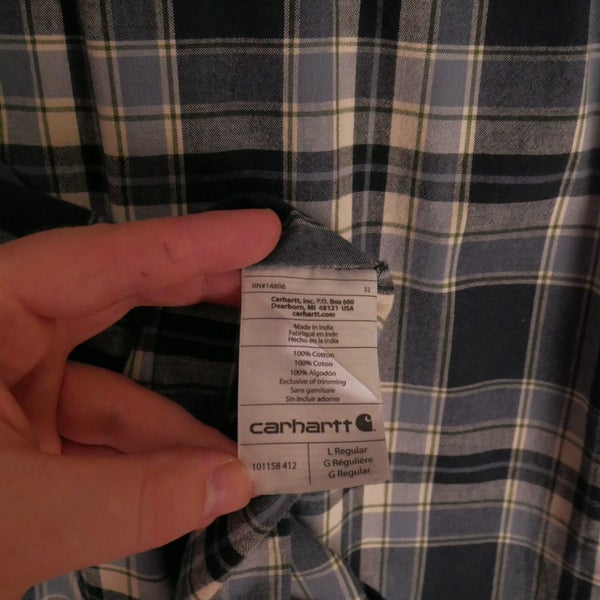 RN#14806 32
Carhartt, Inc. P.O. Box 600
Dearborn, MI 48121 USA
carhartt.com
Made in India
Fabriqué en Inde
Hecho en India
100% Cotton
100% Coton
100% Algodón
Exclusive of trimming
Sans garniture
Sin incluir adorno
carhartt
101158 412
L Regular
G Régulière
G Regular